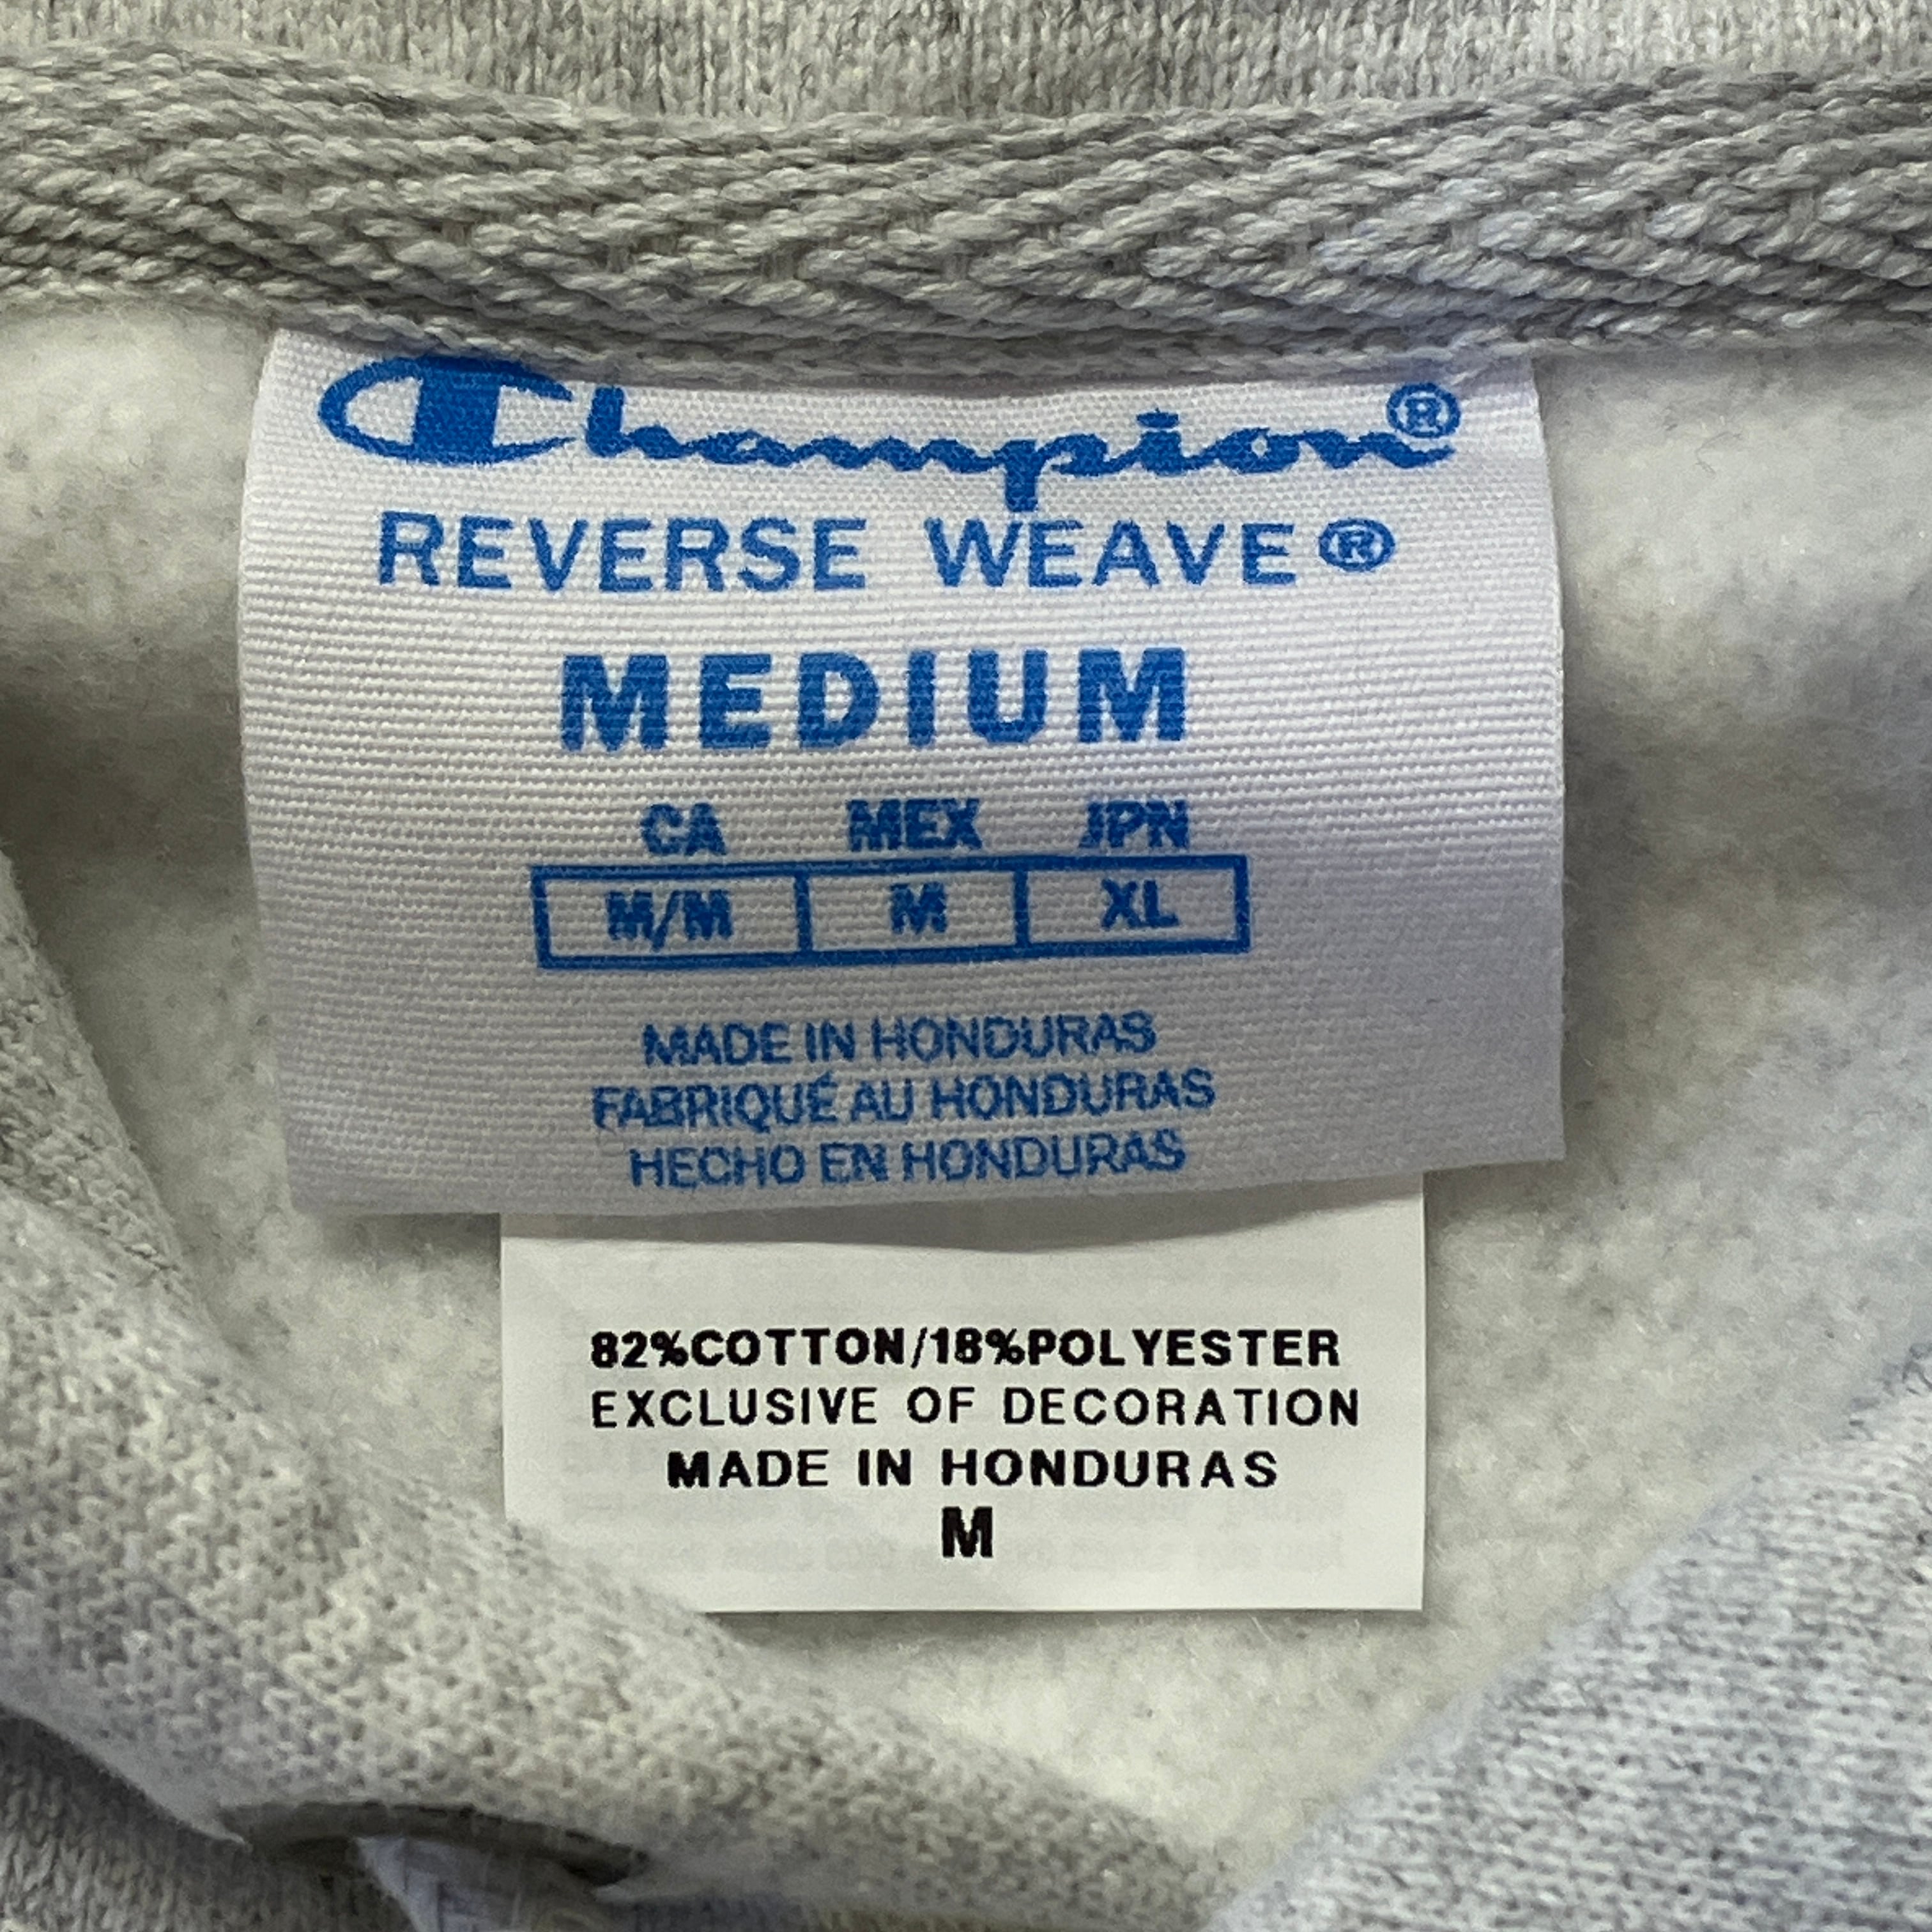 Champion®
REVERSE WEAVE®
MEDIUM
CA MEX JPN
M/M M XL
MADE IN HONDURAS
FABRIQUÉ AU HONDURAS
HECHO EN HONDURAS
82%COTTON/18%POLYESTER
EXCLUSIVE OF DECORATION
MADE IN HONDURAS
M